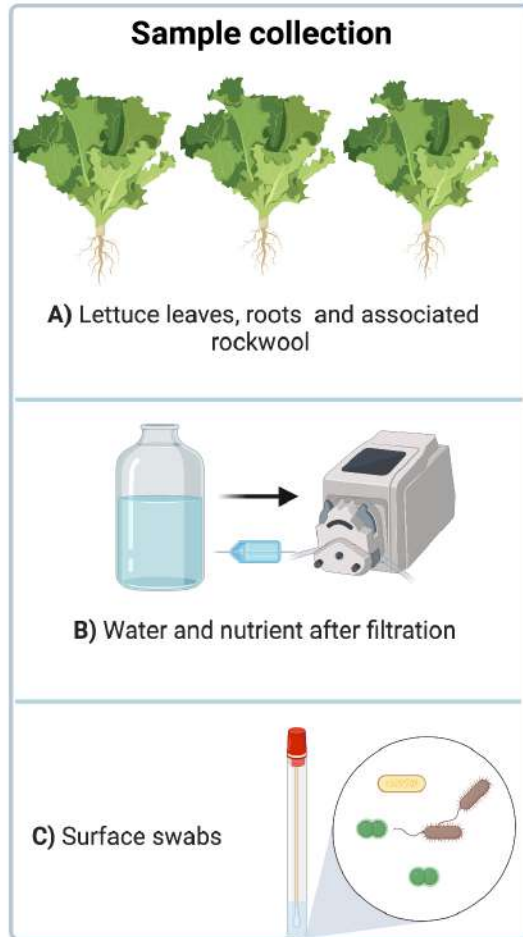 Sample collection
A) Lettuce leaves, roots and associated
rockwool
B) Water and nutrient after filtration
C) Surface swabs